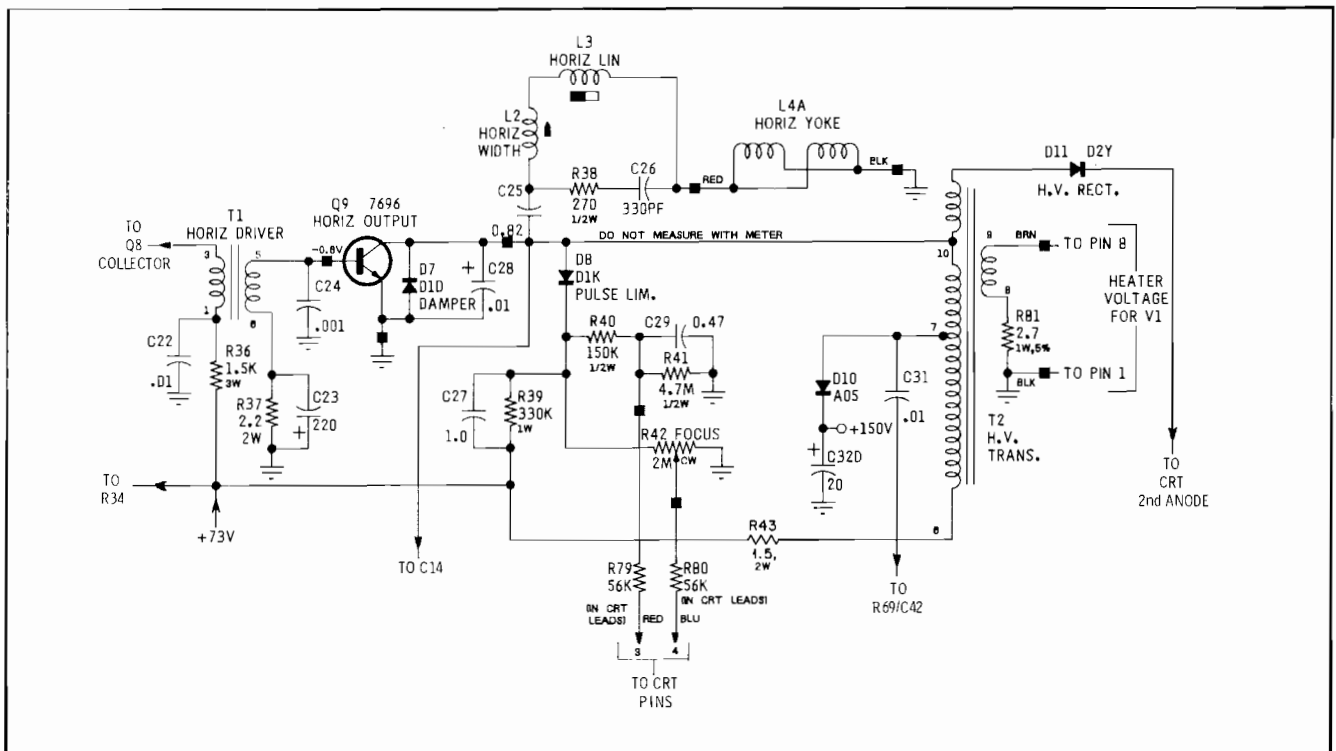 L3
HORIZ LIN
L2
HORIZ
WIDTH
L4A
HORIZ YOKE
RED
BLK
R38
270
1/2W
C26
330PF
C25
0.82
D11 D2Y
H.V. RECT.
TO
Q8
COLLECTOR
T1
HORIZ DRIVER
3
5
1
6
Q9 7696
HORIZ OUTPUT
-0.8V
DO NOT MEASURE WITH METER
D7
D1D
DAMPER
+
C28
.01
D8
D1K
PULSE LIM.
C24
.001
C22
.01
R36
1.5K
3W
R37
2.2
2W
C23
220
+
R40
150K
1/2W
C29
0.47
R41
4.7M
1/2W
C27
1.0
R39
330K
1W
R42 FOCUS
2M CW
10
9
BRN
TO PIN 8
8
HEATER
VOLTAGE
FOR V1
R81
2.7
1W,5%
BLK
TO PIN 1
7
D10
A05
C31
.01
+150V
+
C32D
20
T2
H.V.
TRANS.
6
TO
CRT
2nd ANODE
TO
R34
+73V
TO C14
R43
1.5,
2W
TO
R69/C42
R79
56K
(IN CRT
LEADS)
RED
R80
56K
(IN CRT LEADS)
BLU
3
4
TO CRT
PINS